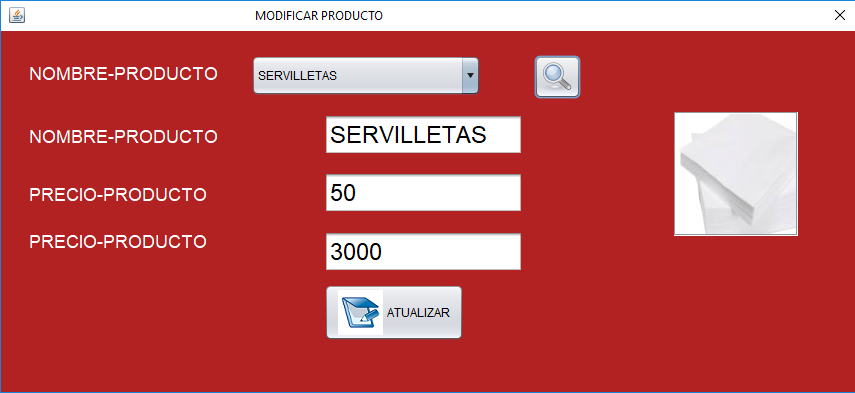 MODIFICAR PRODUCTO
NOMBRE-PRODUCTO
SERVILLETAS
NOMBRE-PRODUCTO
SERVILLETAS
PRECIO-PRODUCTO
50
PRECIO-PRODUCTO
3000
ATUALIZAR